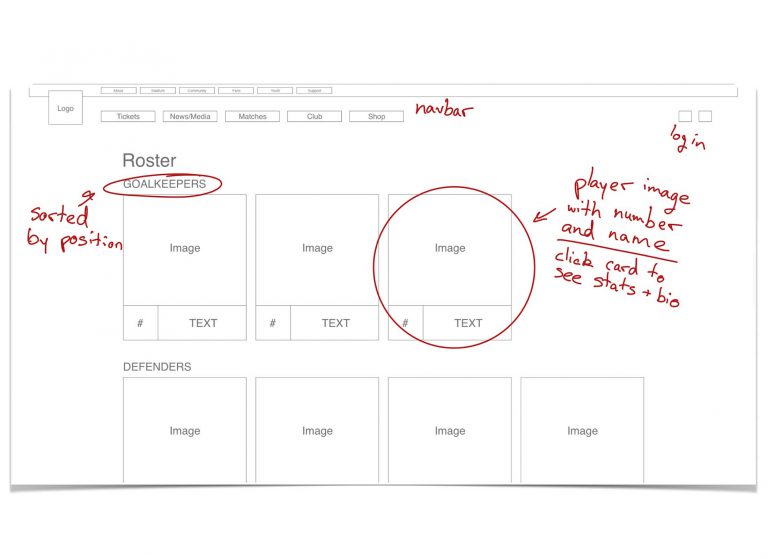 About Stadium Community Fans Youth Support
Logo
Tickets News/Media Matches Club Shop
navbar
log in
Roster
GOALKEEPERS
sorted
by position
player image
with number
and name
click card to
see stats + bio
Image Image Image
# TEXT # TEXT # TEXT
DEFENDERS
Image Image Image Image